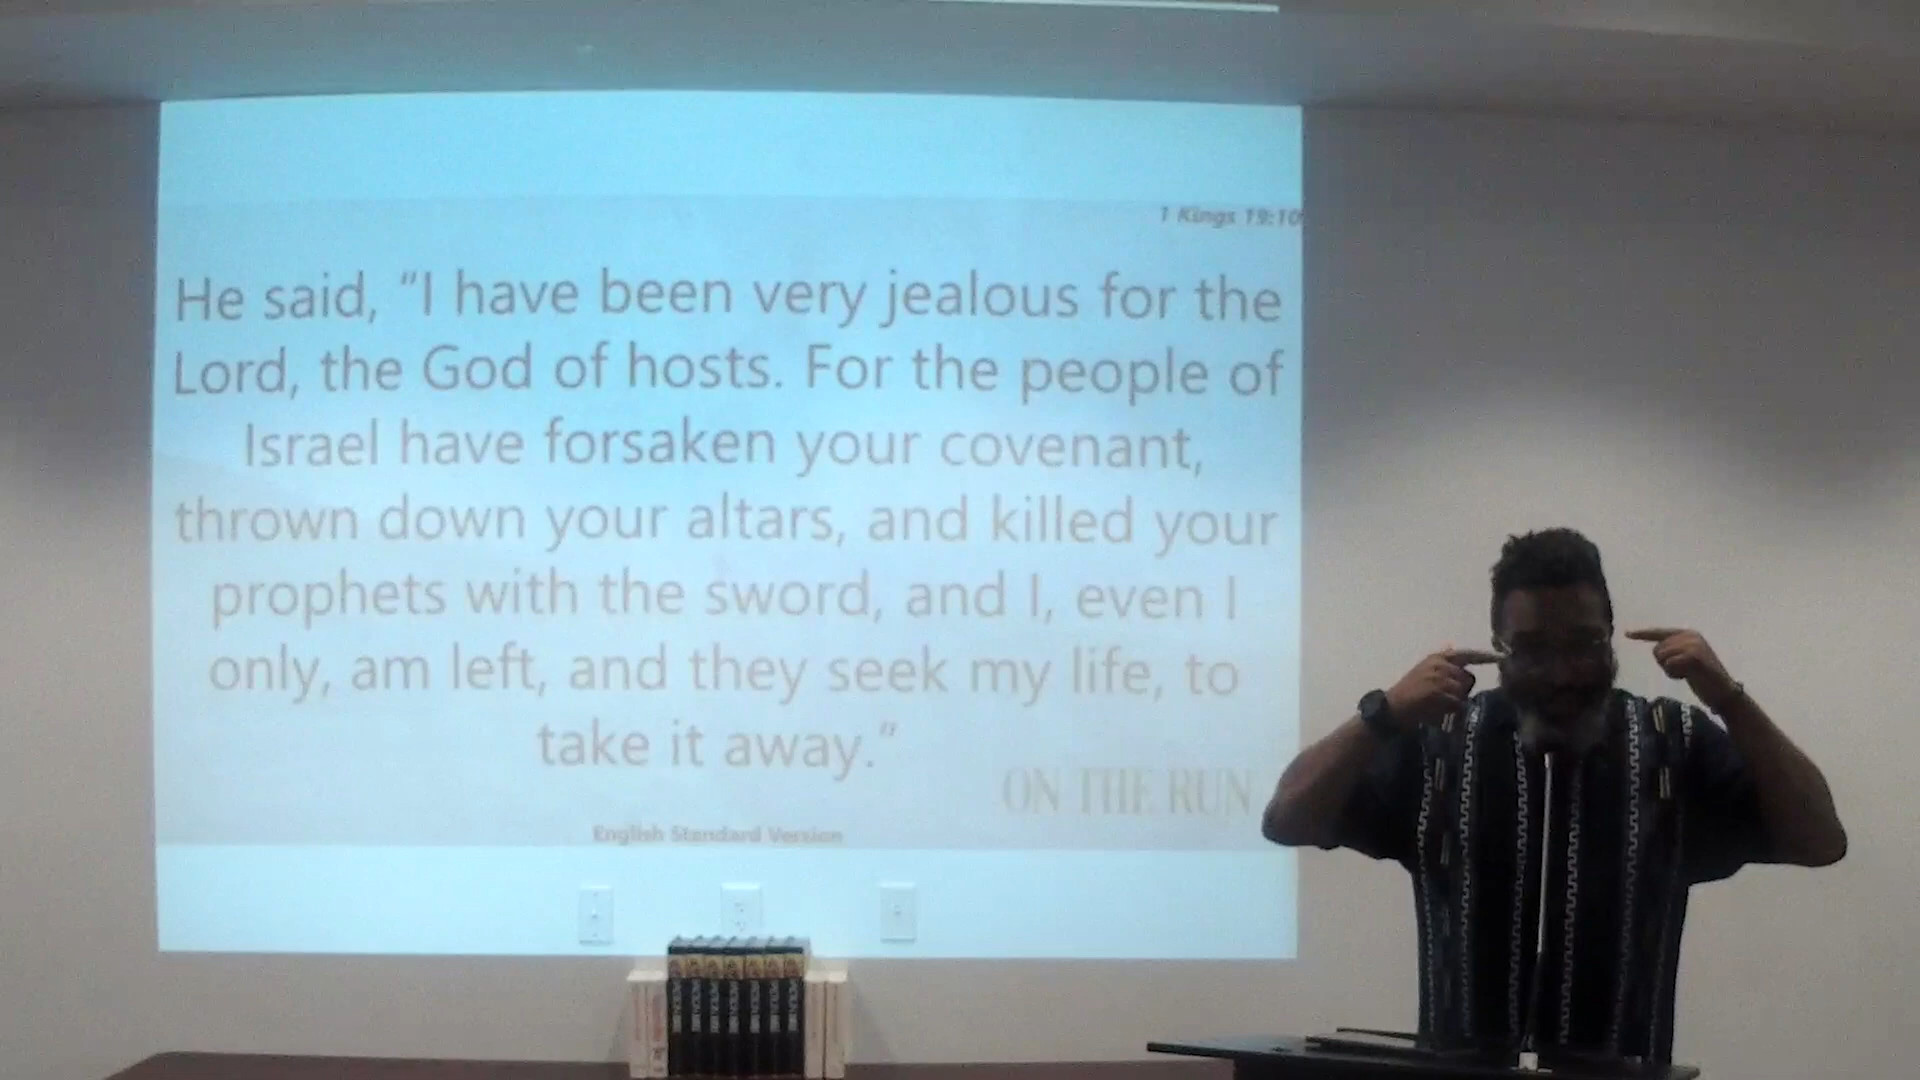 1 Kings 19:10
He said, “I have been very jealous for the
Lord, the God of hosts. For the people of
Israel have forsaken your covenant,
thrown down your altars, and killed your
prophets with the sword, and I, even I
only, am left, and they seek my life, to
take it away.”
ON THE RUN
English Standard Version